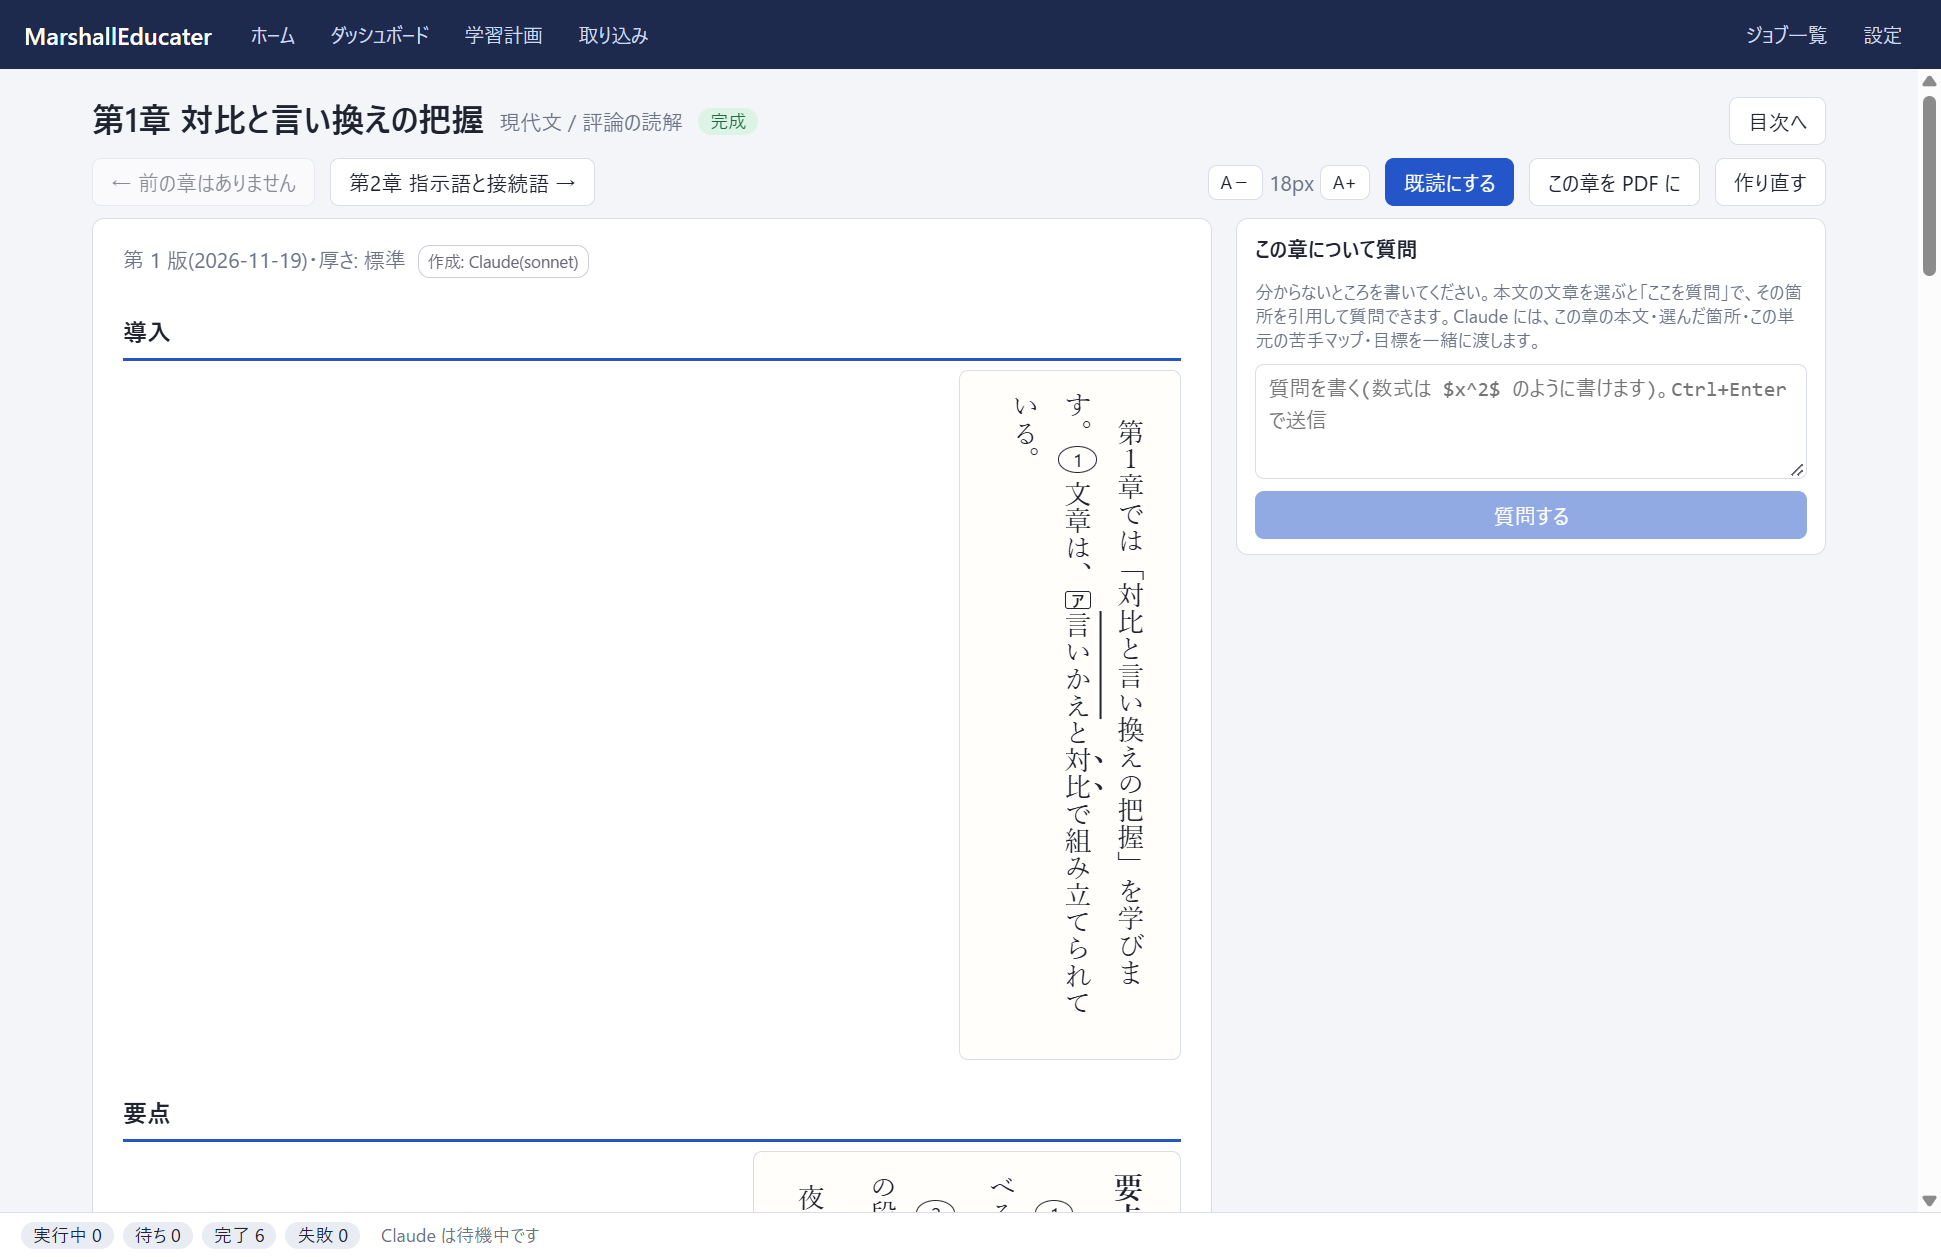 MarshallEducater ホーム ダッシュボード 学習計画 取り込み ジョブ一覧 設定
第1章 対比と言い換えの把握 現代文 / 評論の読解 完成 目次へ
← 前の章はありません 第2章 指示語と接続語 → A− 18px A+ 既読にする この章を PDF に 作り直す
第 1 版(2026-11-19)・厚さ: 標準 作成: Claude(sonnet)
導入
第1章では「対比と言い換えの把握」を学びま
す。①文章は、ア言いかえと対比で組み立てられて
いる。
要点
この章について質問
分からないところを書いてください。本文の文章を選ぶと「ここを質問」で、その箇
所を引用して質問できます。Claude には、この章の本文・選んだ箇所・この単
元の苦手マップ・目標を一緒に渡します。
質問を書く(数式は $x^2$ のように書けます)。Ctrl+Enter
で送信
質問する
実行中 0 待ち 0 完了 6 失敗 0 Claude は待機中です